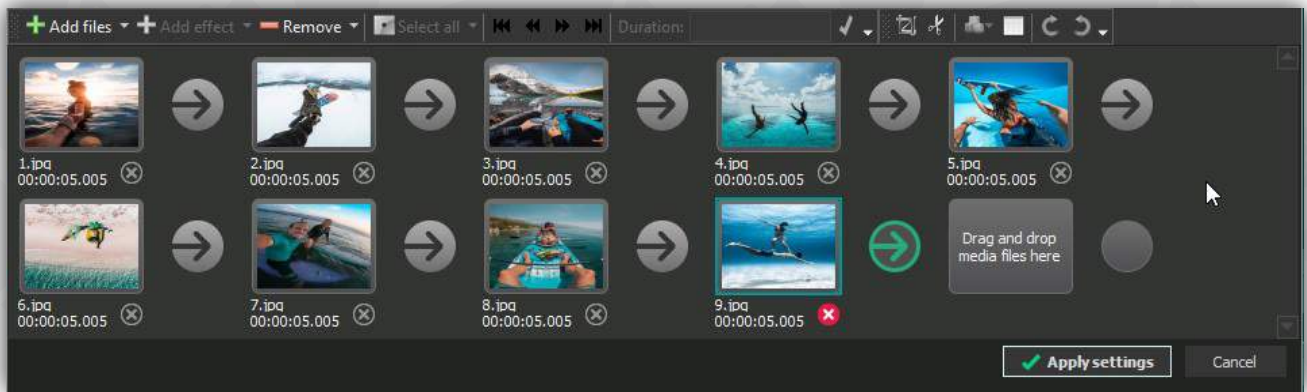 Add files Add effect Remove Select all Duration:
1.jpg 2.jpg 3.jpg 4.jpg 5.jpg
00:00:05.005 00:00:05.005 00:00:05.005 00:00:05.005 00:00:05.005
Drag and drop
media files here
6.jpg 7.jpg 8.jpg 9.jpg
00:00:05.005 00:00:05.005 00:00:05.005 00:00:05.005
Apply settings Cancel